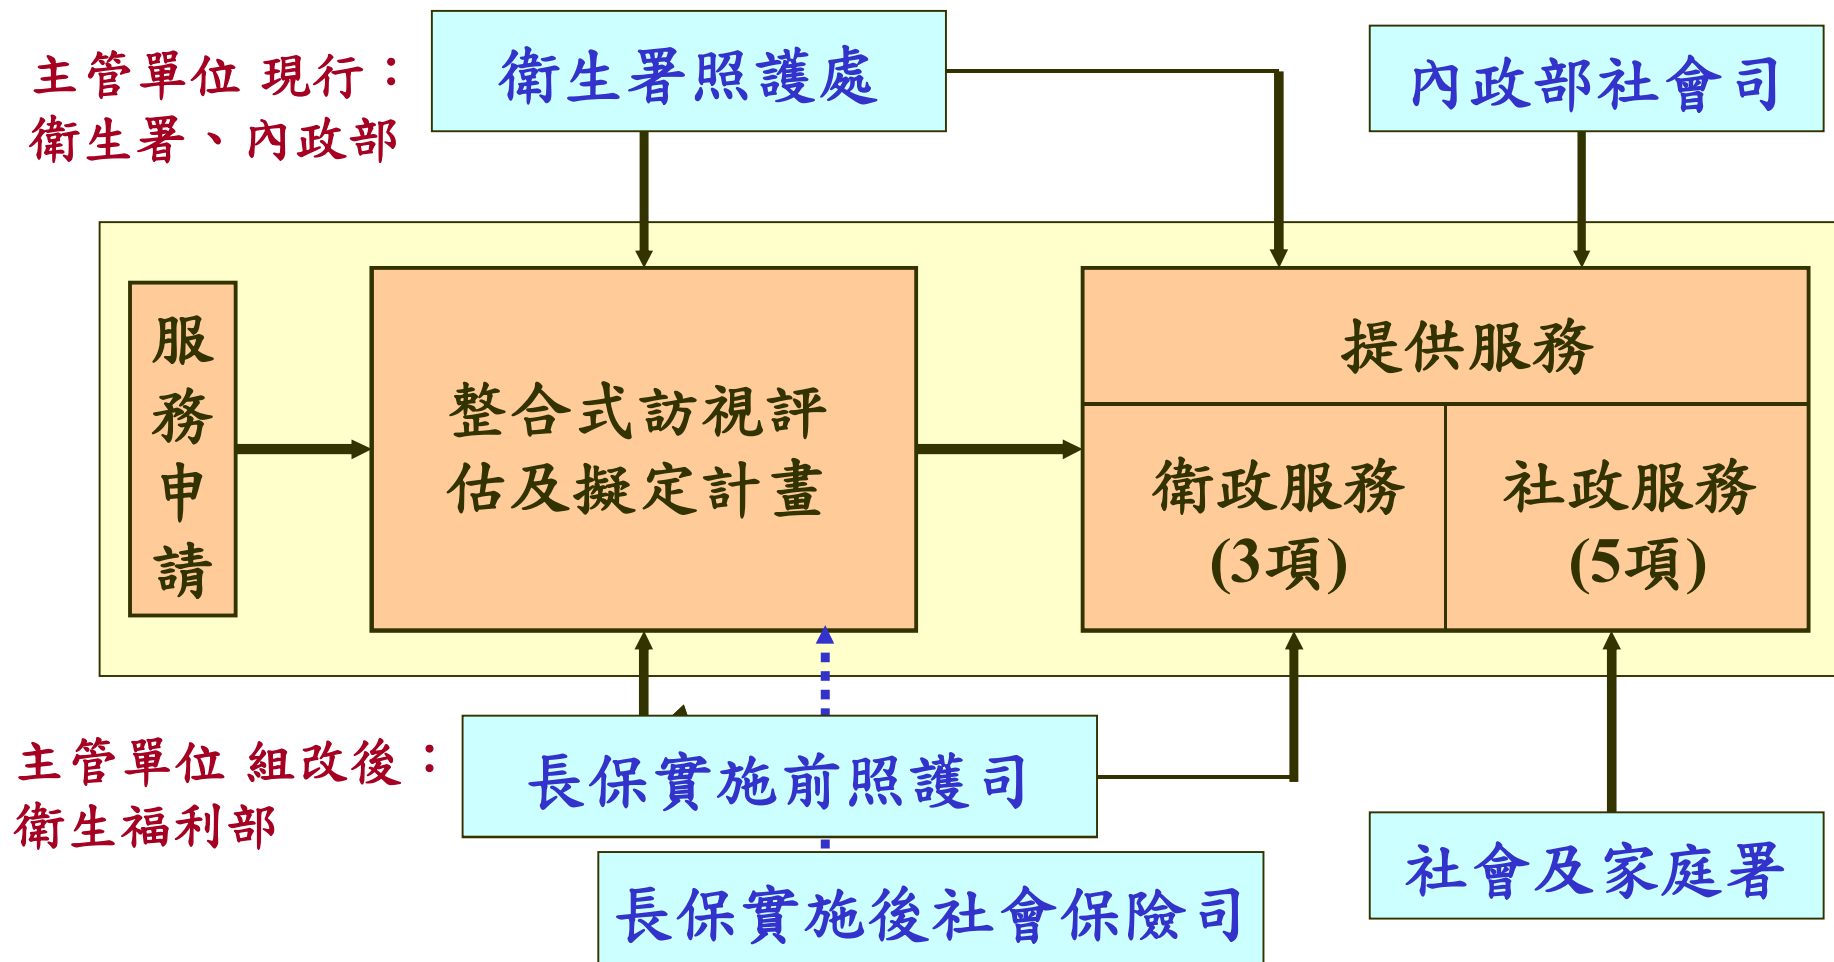 衛生署照護處
內政部社會司
主管單位 現行：
衛生署、內政部
服
務
申
請
整合式訪視評
估及擬定計畫
提供服務
衛政服務
(3項)
社政服務
(5項)
主管單位 組改後：
衛生福利部
長保實施前照護司
長保實施後社會保險司
社會及家庭署